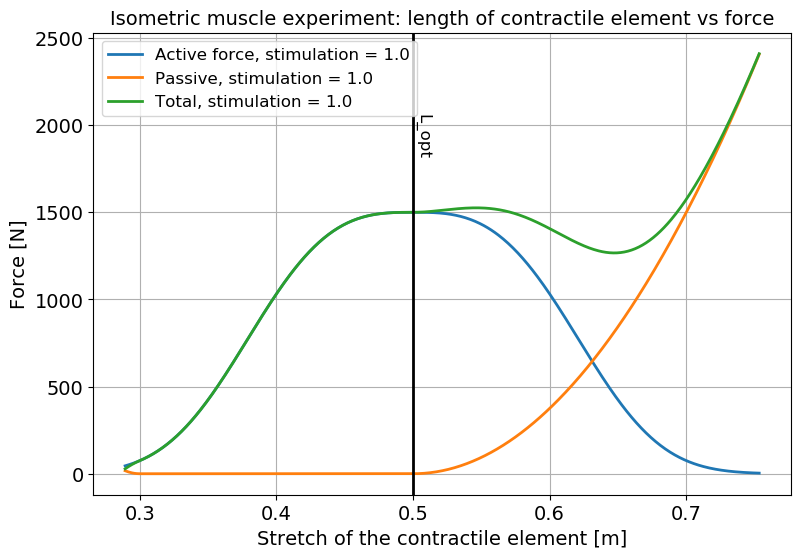 Isometric muscle experiment: length of contractile element vs force
2500
2000
1500
1000
500
0
Force [N]
Active force, stimulation = 1.0
Passive, stimulation = 1.0
Total, stimulation = 1.0
L_opt
0.3 0.4 0.5 0.6 0.7
Stretch of the contractile element [m]